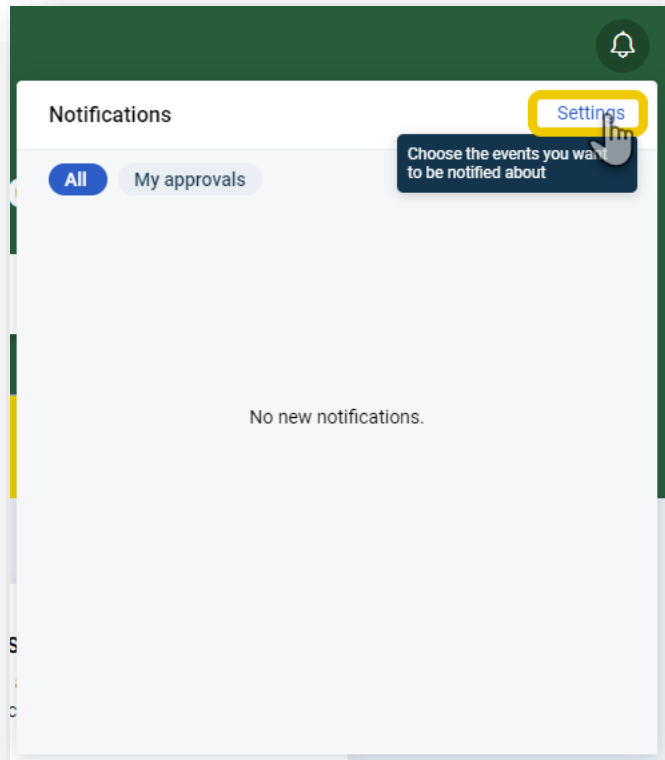 Notifications
Settings
Choose the events you want
to be notified about
All
My approvals
No new notifications.